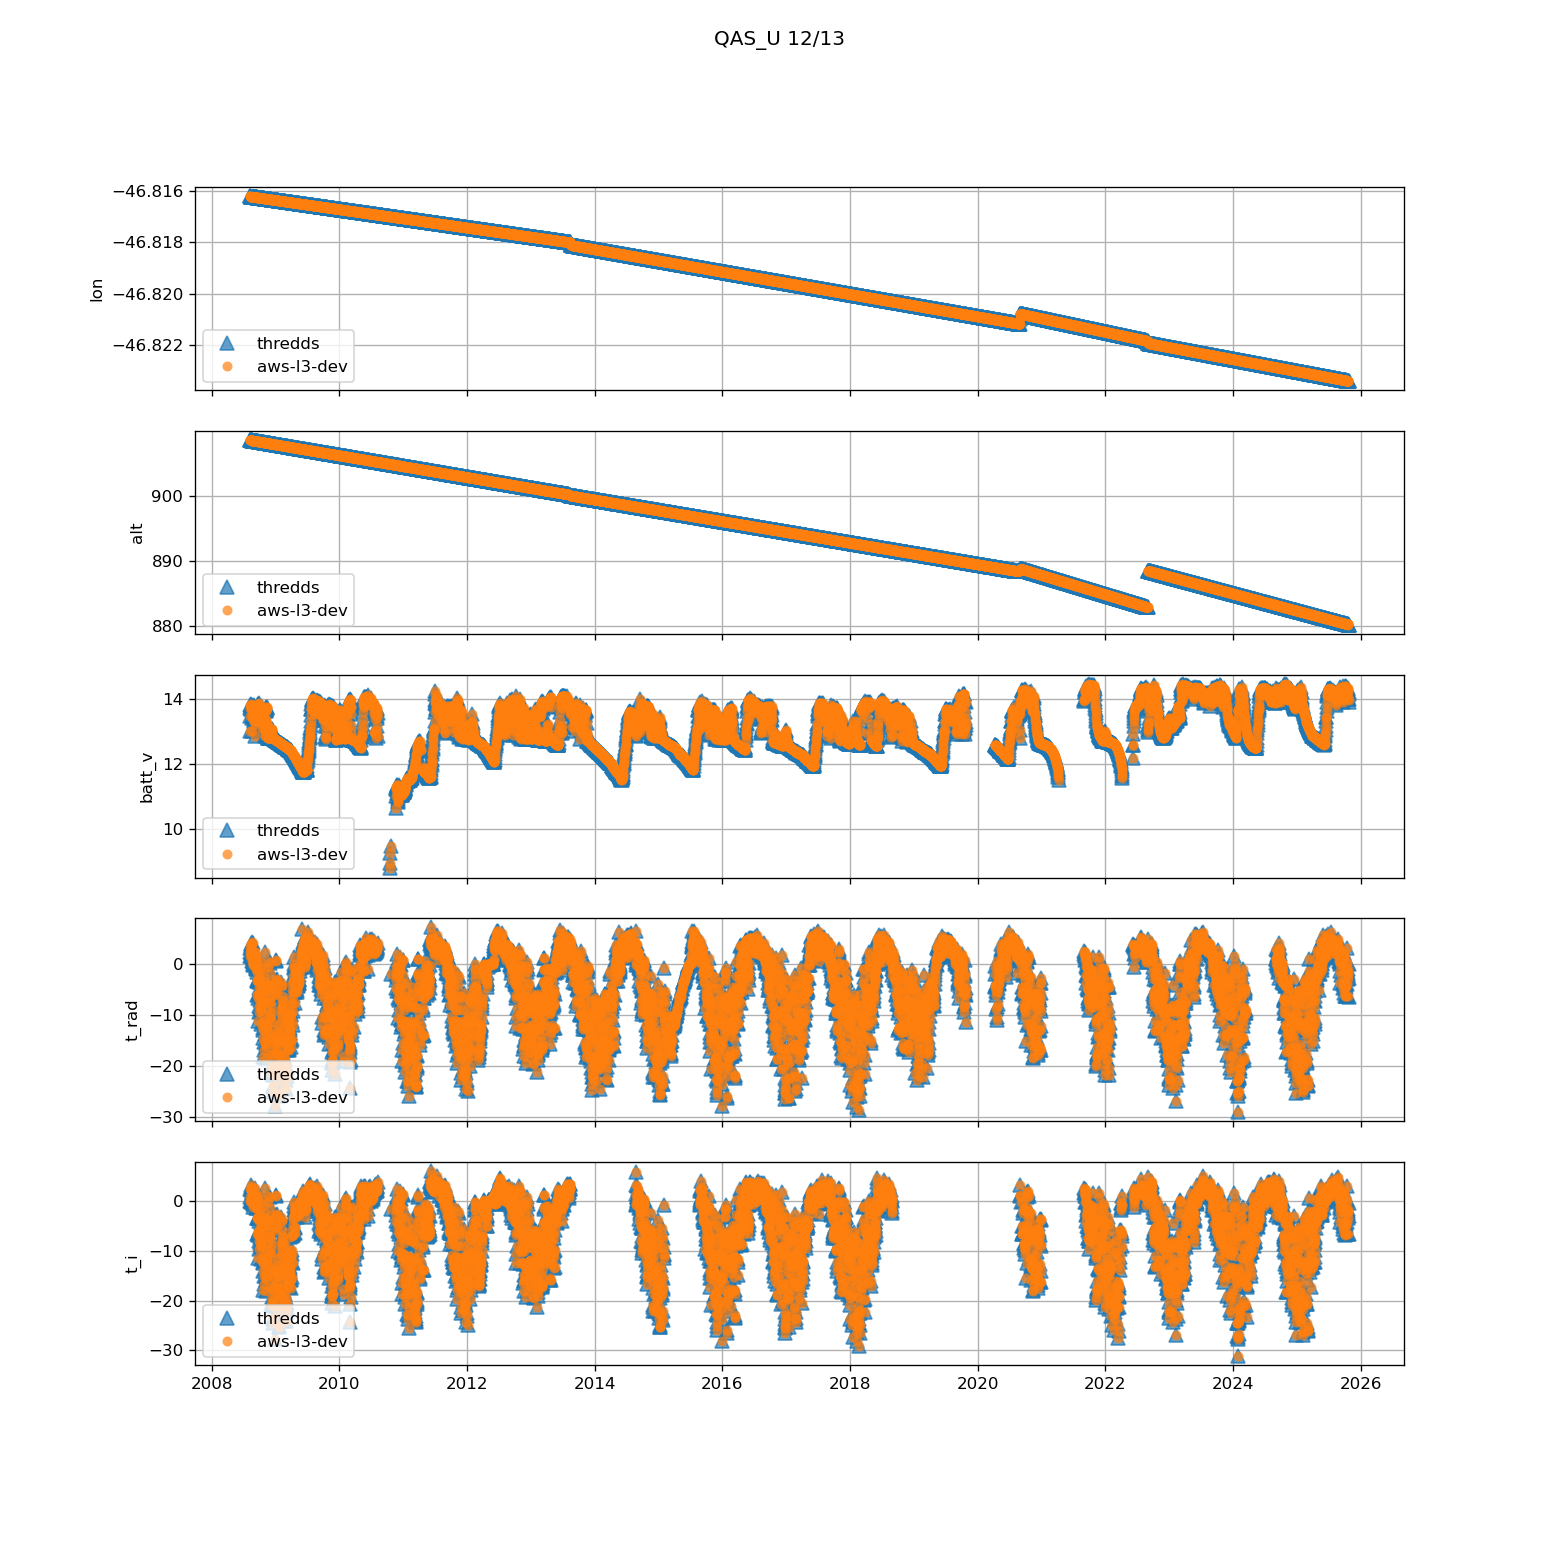 QAS_U 12/13
−46.816
−46.818
−46.820
−46.822
lon
thredds
aws-l3-dev
900
890
880
alt
thredds
aws-l3-dev
14
12
10
batt_v
thredds
aws-l3-dev
0
−10
−20
−30
t_rad
thredds
aws-l3-dev
0
−10
−20
−30
t_i
thredds
aws-l3-dev
2008 2010 2012 2014 2016 2018 2020 2022 2024 2026